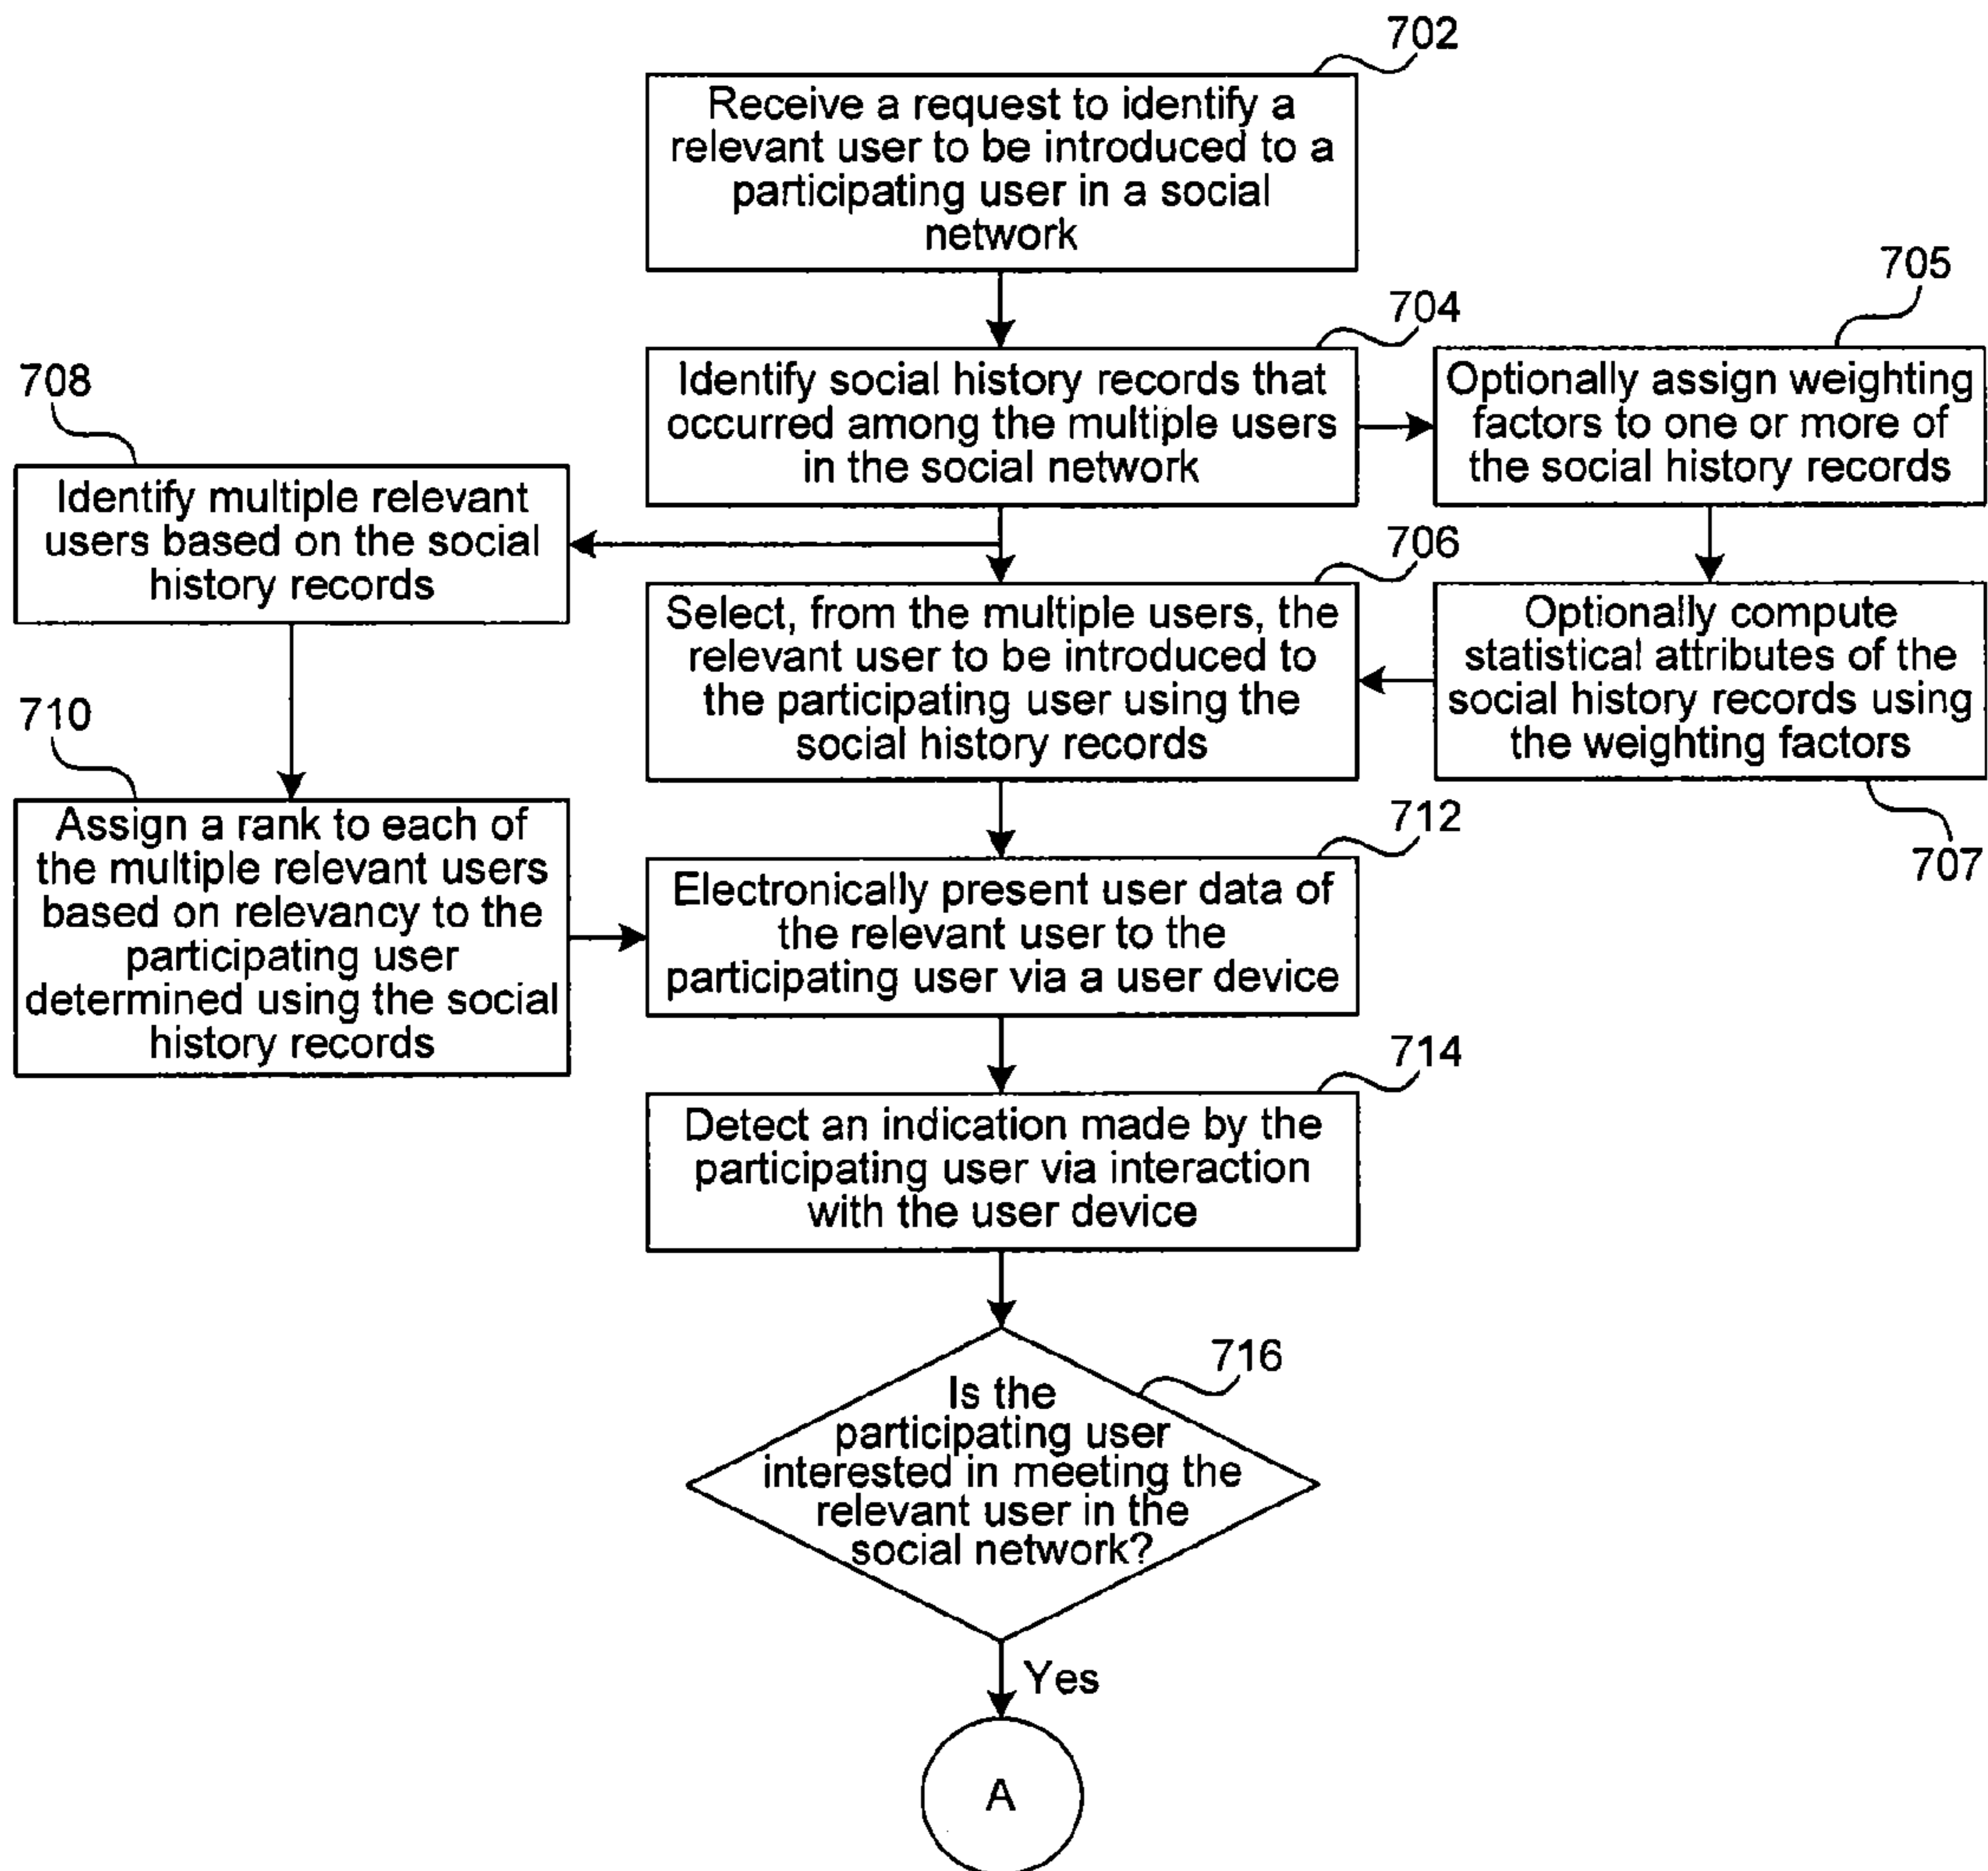 702
Receive a request to identify a
relevant user to be introduced to a
participating user in a social
network
704
Identify social history records that
occurred among the multiple users
in the social network
705
Optionally assign weighting
factors to one or more of
the social history records
708
Identify multiple relevant
users based on the social
history records
706
Select, from the multiple users, the
relevant user to be introduced to
the participating user using the
social history records
Optionally compute
statistical attributes of the
social history records using
the weighting factors
707
710
Assign a rank to each of
the multiple relevant users
based on relevancy to the
participating user
determined using the social
history records
712
Electronically present user data of
the relevant user to the
participating user via a user device
714
Detect an indication made by the
participating user via interaction
with the user device
716
Is the
participating user
interested in meeting the
relevant user in the
social network?
Yes
A